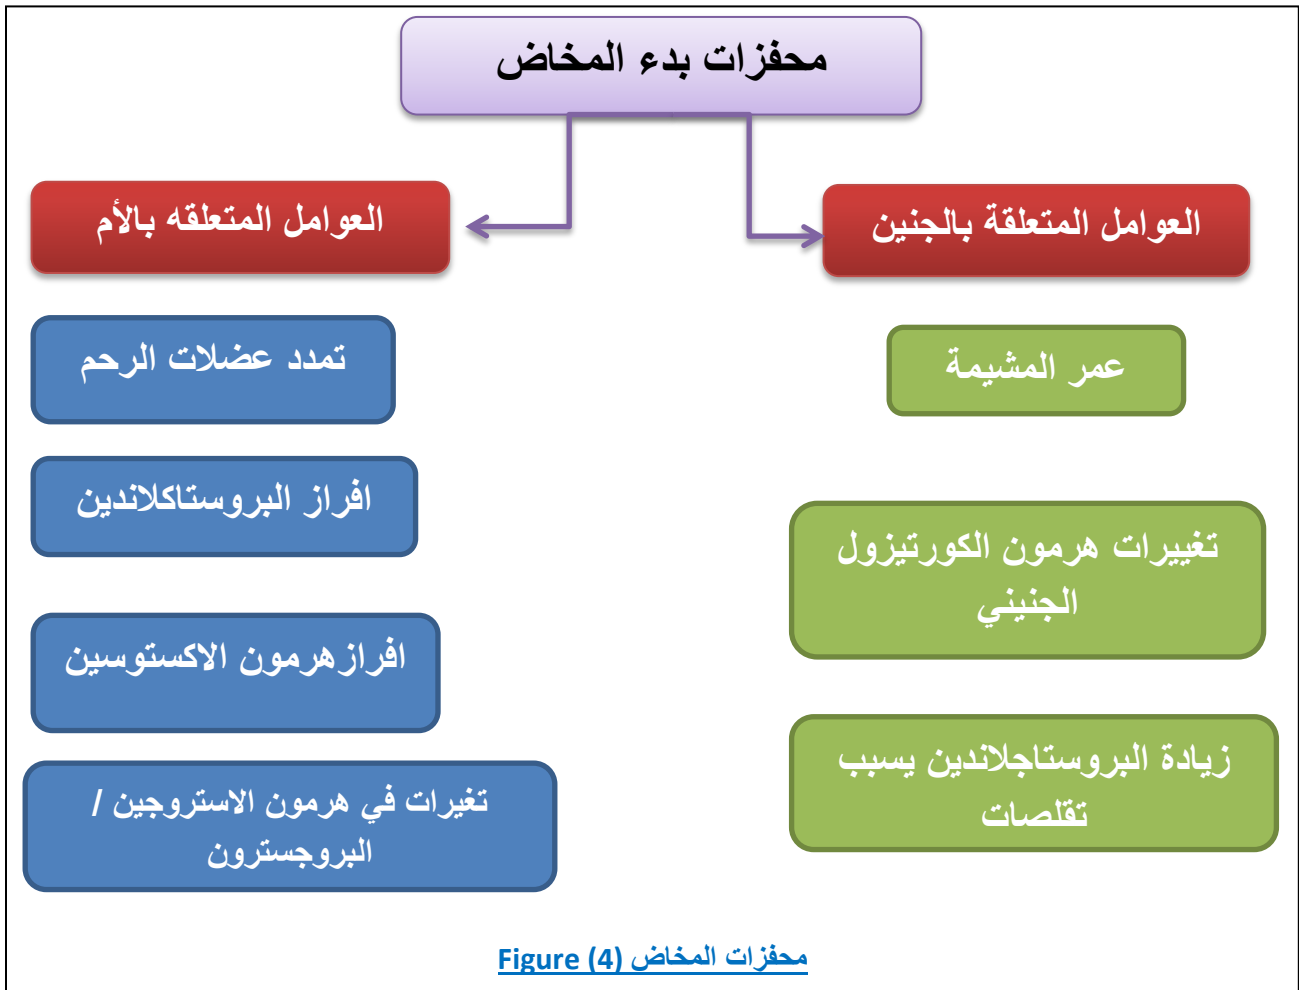 محفزات بدء المخاض
العوامل المتعلقة بالجنين
عمر المشيمة
تغييرات هرمون الكورتيزول
الجنيني
زيادة البروستاجلاندين يسبب
تقلصات
العوامل المتعلقه بالأم
تمدد عضلات الرحم
افراز البروستاكلاندين
افرازهرمون الاكستوسين
تغيرات في هرمون الاستروجين /
البروجسترون
محفزات المخاض Figure (4)